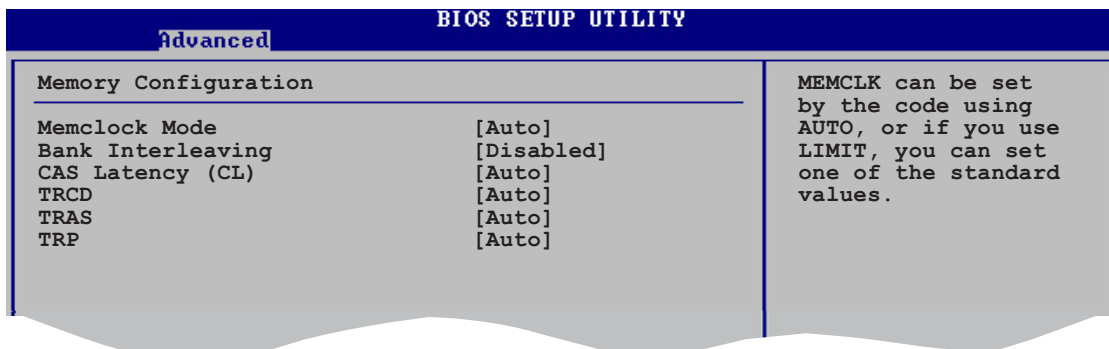 BIOS SETUP UTILITY
Advanced
Memory Configuration
Memclock Mode [Auto]
Bank Interleaving [Disabled]
CAS Latency (CL) [Auto]
TRCD [Auto]
TRAS [Auto]
TRP [Auto]
MEMCLK can be set
by the code using
AUTO, or if you use
LIMIT, you can set
one of the standard
values.